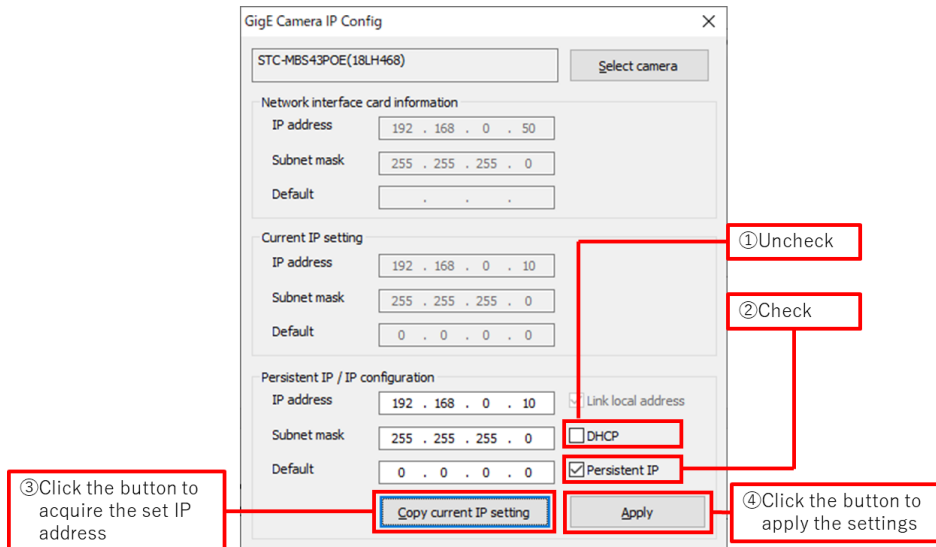 GigE Camera IP Config
STC-MBS43POE(18LH468)
Select camera
Network interface card information
IP address 192 . 168 . 0 . 50
Subnet mask 255 . 255 . 255 . 0
Default . . .
Current IP setting
IP address 192 . 168 . 0 . 10
Subnet mask 255 . 255 . 255 . 0
Default 0 . 0 . 0 . 0
①Uncheck
②Check
Persistent IP / IP configuration
IP address 192 . 168 . 0 . 10 Link local address
Subnet mask 255 . 255 . 255 . 0 DHCP
Default 0 . 0 . 0 . 0 Persistent IP
Copy current IP setting Apply
③Click the button to
acquire the set IP
address
④Click the button to
apply the settings